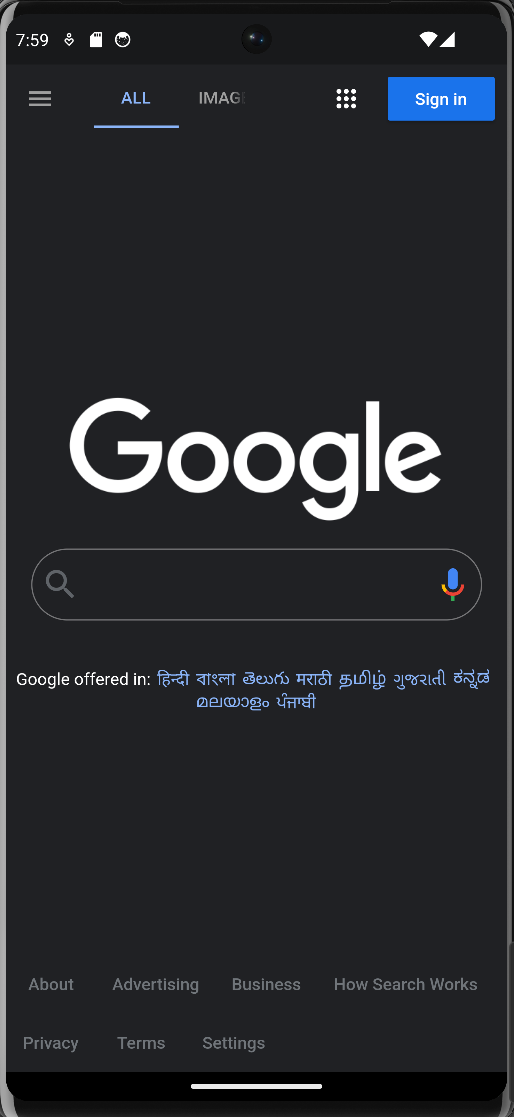 7:59
ALL IMAG Sign in
Google
Google offered in: हिन्दी বাংলা తెలుగు मराठी தமிழ் ગુજરાતી ಕನ್ನಡ
മലയാളം ਪੰਜਾਬੀ
About Advertising Business How Search Works
Privacy Terms Settings